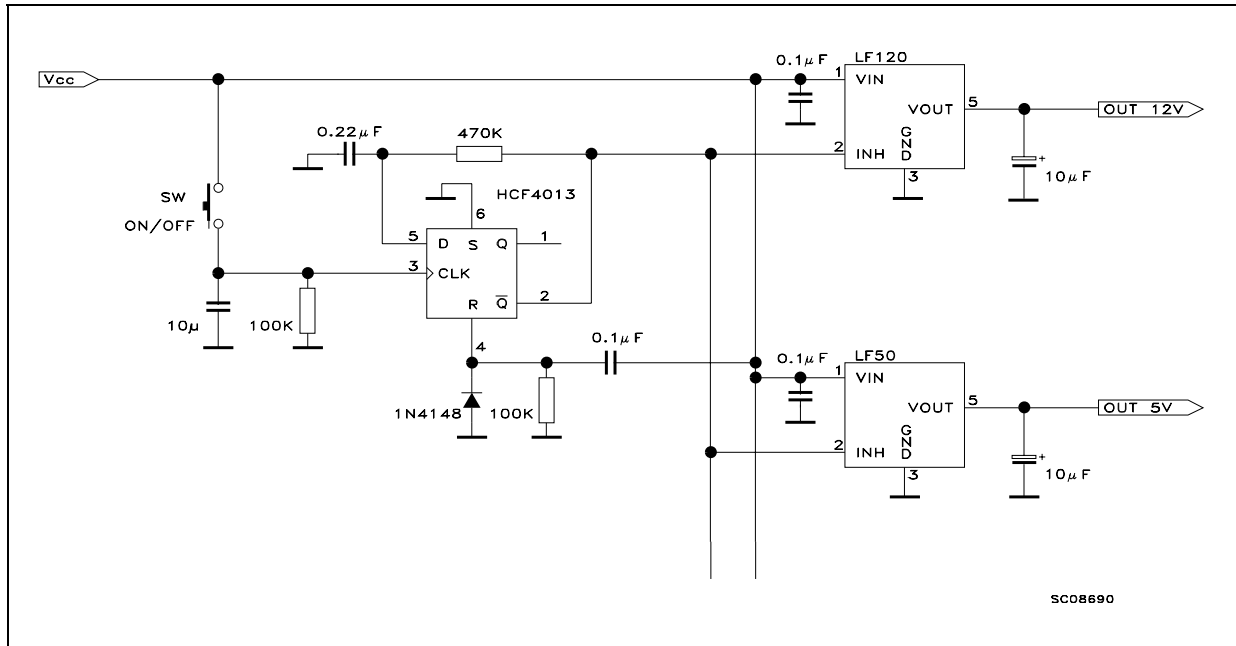 Vcc
SW
ON/OFF
10µ
100K
0.22µF
470K
HCF4013
6
5
D
S
Q
1
3
CLK
R
Q̅
2
4
1N4148
100K
0.1µF
0.1µF
LF120
1
VIN
VOUT
5
OUT 12V
2
INH
GND
3
+
10µF
0.1µF
LF50
1
VIN
VOUT
5
OUT 5V
2
INH
GND
3
+
10µF
SC08690